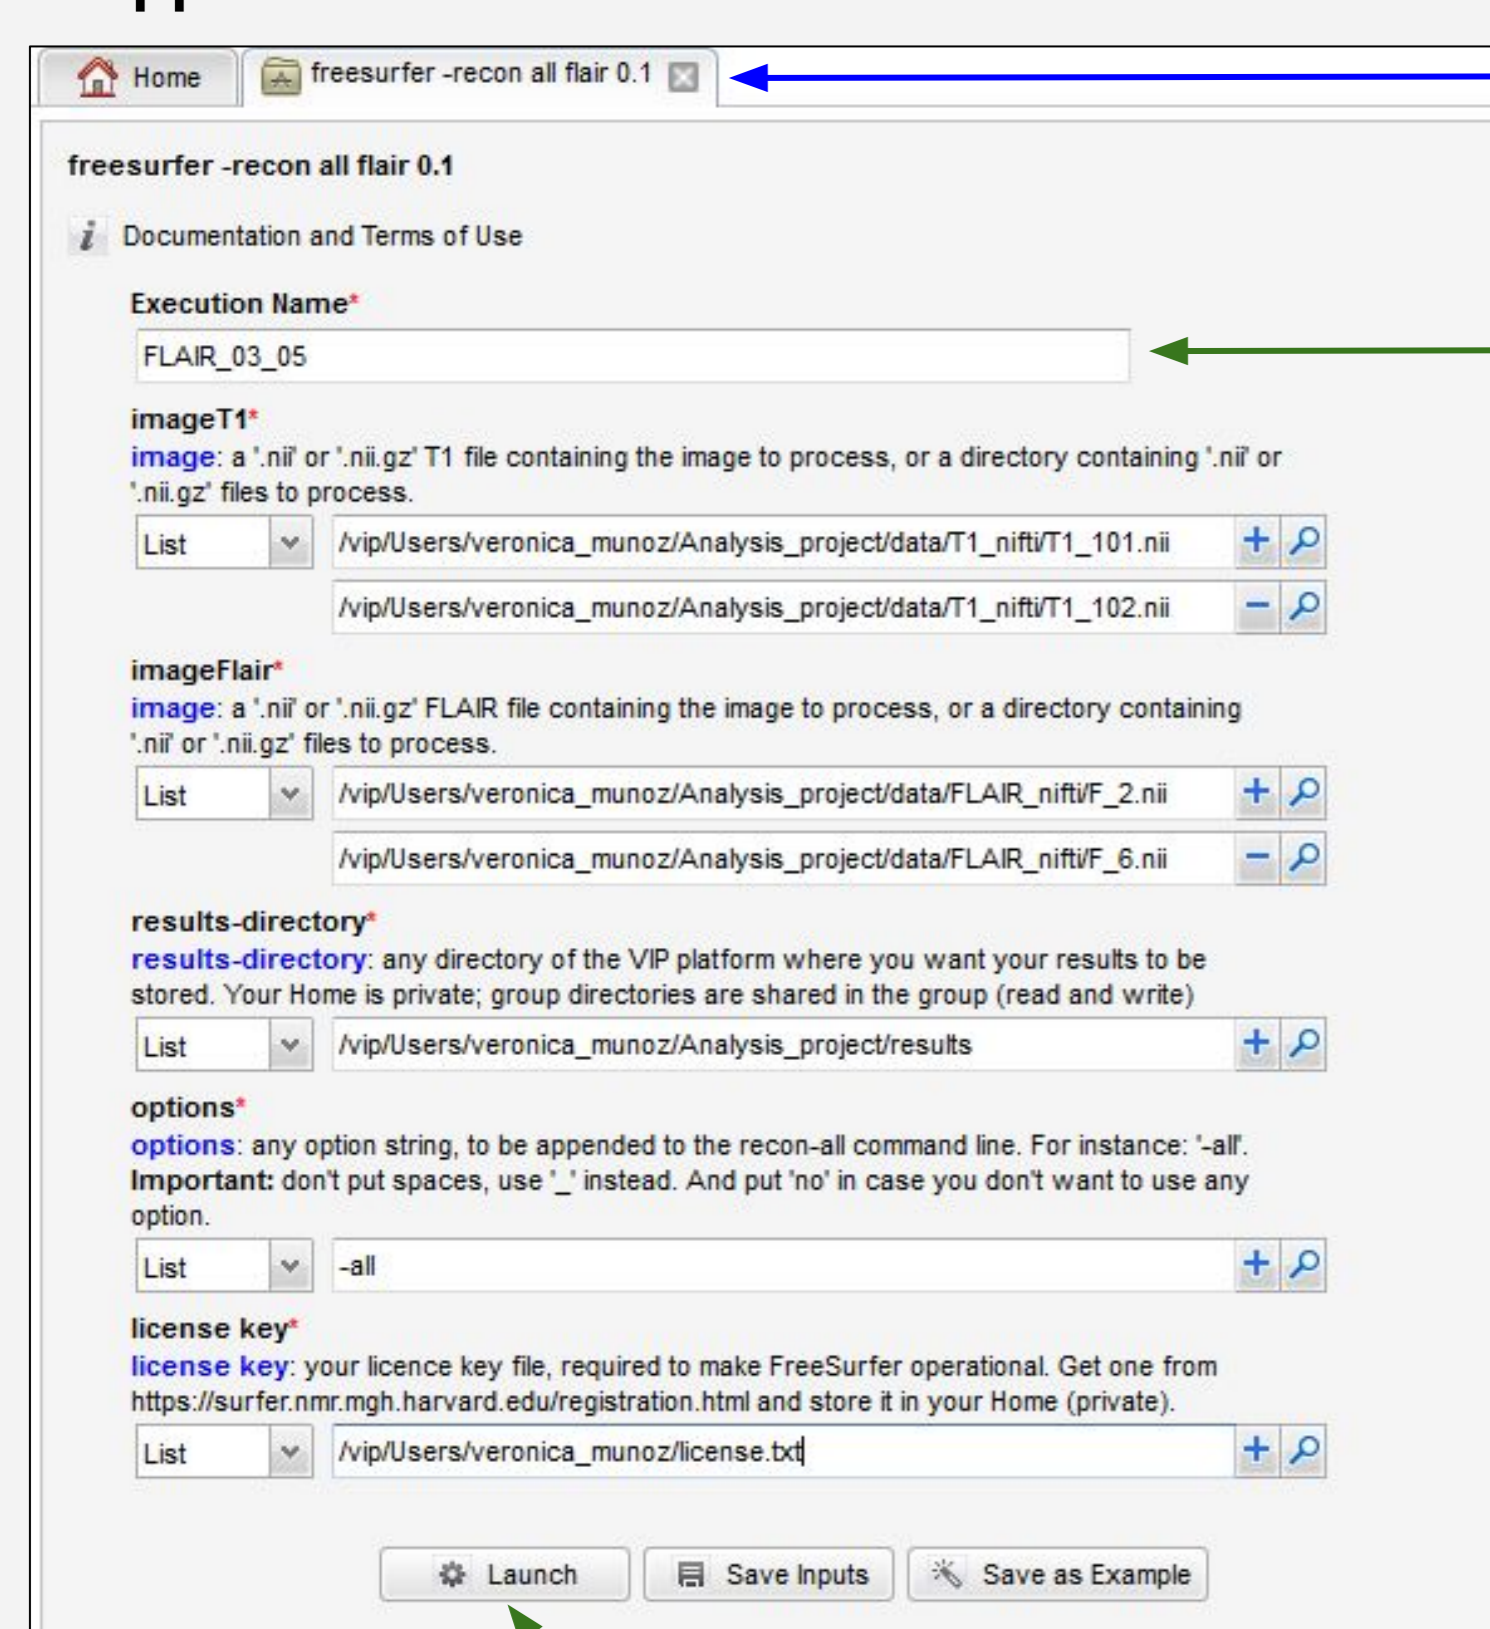 Home
freesurfer -recon all flair 0.1
freesurfer -recon all flair 0.1
Documentation and Terms of Use
Execution Name*
FLAIR_03_05
imageT1*
image: a '.nii' or '.nii.gz' T1 file containing the image to process, or a directory containing '.nii' or
'.nii.gz' files to process.
List
/vip/Users/veronica_munoz/Analysis_project/data/T1_nifti/T1_101.nii
/vip/Users/veronica_munoz/Analysis_project/data/T1_nifti/T1_102.nii
imageFlair*
image: a '.nii' or '.nii.gz' FLAIR file containing the image to process, or a directory containing
'.nii' or '.nii.gz' files to process.
List
/vip/Users/veronica_munoz/Analysis_project/data/FLAIR_nifti/F_2.nii
/vip/Users/veronica_munoz/Analysis_project/data/FLAIR_nifti/F_6.nii
results-directory*
results-directory: any directory of the VIP platform where you want your results to be
stored. Your Home is private; group directories are shared in the group (read and write)
List
/vip/Users/veronica_munoz/Analysis_project/results
options*
options: any option string, to be appended to the recon-all command line. For instance: '-all'.
Important: don't put spaces, use '_' instead. And put 'no' in case you don't want to use any
option.
List
-all
license key*
license key: your licence key file, required to make FreeSurfer operational. Get one from
https://surfer.nmr.mgh.harvard.edu/registration.html and store it in your Home (private).
List
/vip/Users/veronica_munoz/license.txt
Launch
Save Inputs
Save as Example